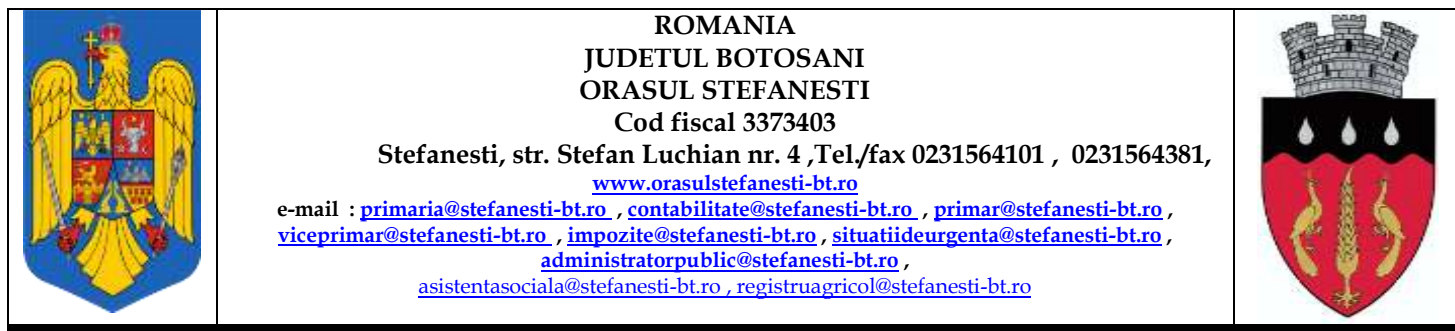 ROMANIA
JUDETUL BOTOSANI
ORASUL STEFANESTI
Cod fiscal 3373403
Stefanesti, str. Stefan Luchian nr. 4 ,Tel./fax 0231564101 , 0231564381,
www.orasulstefanesti-bt.ro
e-mail : primaria@stefanesti-bt.ro , contabilitate@stefanesti-bt.ro , primar@stefanesti-bt.ro ,
viceprimar@stefanesti-bt.ro , impozite@stefanesti-bt.ro , situatiideurgenta@stefanesti-bt.ro ,
administratorpublic@stefanesti-bt.ro ,
asistentasociala@stefanesti-bt.ro , registruagricol@stefanesti-bt.ro